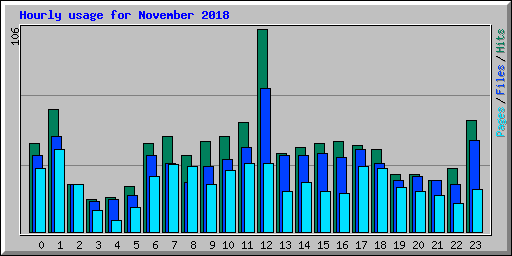 Hourly usage for November 2018
106
Pages / Files / Hits
0 1 2 3 4 5 6 7 8 9 10 11 12 13 14 15 16 17 18 19 20 21 22 23